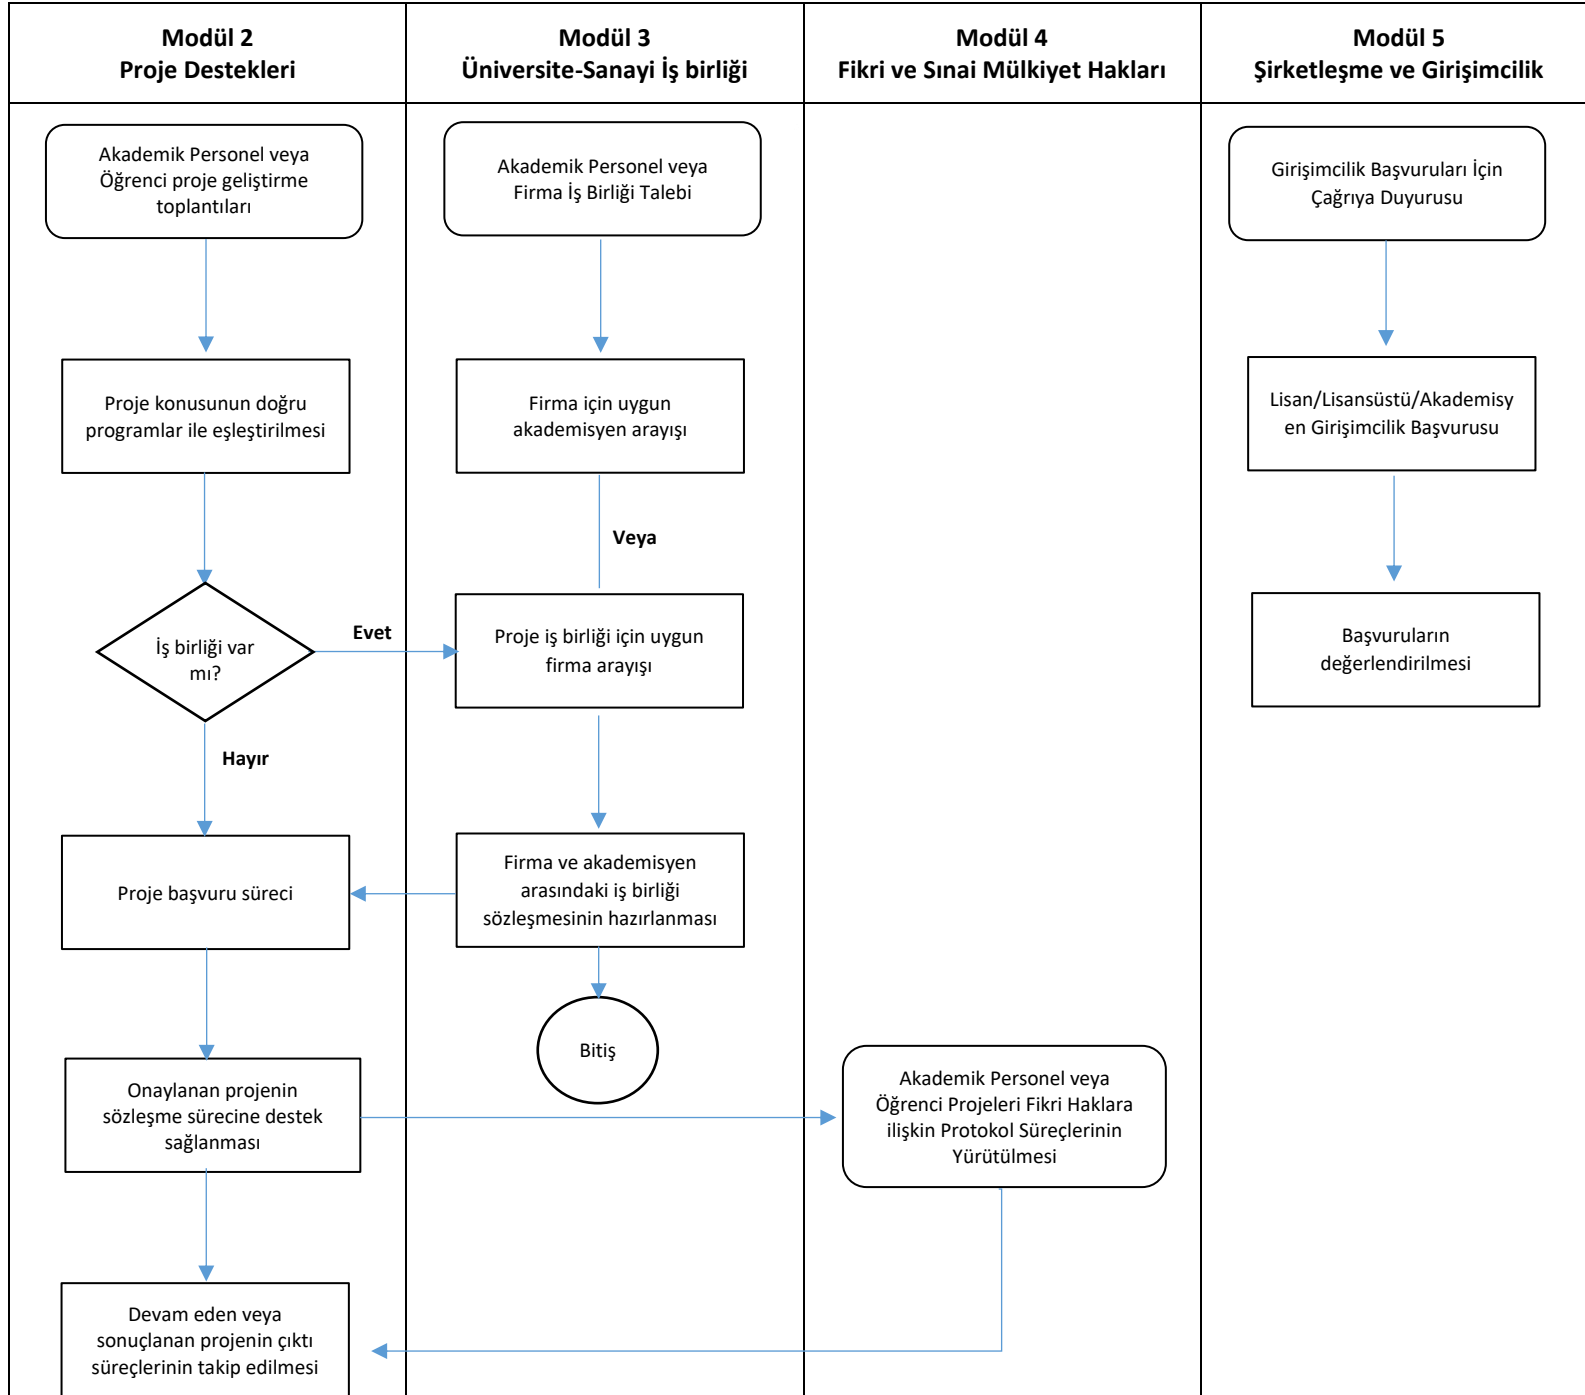 Modül 2
Proje Destekleri
Modül 3
Üniversite-Sanayi İş birliği
Modül 4
Fikri ve Sınai Mülkiyet Hakları
Modül 5
Şirketleşme ve Girişimcilik
Akademik Personel veya
Öğrenci proje geliştirme
toplantıları
Akademik Personel veya
Firma İş Birliği Talebi
Girişimcilik Başvuruları İçin
Çağrıya Duyurusu
Proje konusunun doğru
programlar ile eşleştirilmesi
Firma için uygun
akademisyen arayışı
Lisan/Lisansüstü/Akademisy
en Girişimcilik Başvurusu
Veya
İş birliği var
mı?
Evet
Proje iş birliği için uygun
firma arayışı
Başvuruların
değerlendirilmesi
Hayır
Proje başvuru süreci
Firma ve akademisyen
arasındaki iş birliği
sözleşmesinin hazırlanması
Bitiş
Onaylanan projenin
sözleşme sürecine destek
sağlanması
Akademik Personel veya
Öğrenci Projeleri Fikri Haklara
ilişkin Protokol Süreçlerinin
Yürütülmesi
Devam eden veya
sonuçlanan projenin çıktı
süreçlerinin takip edilmesi